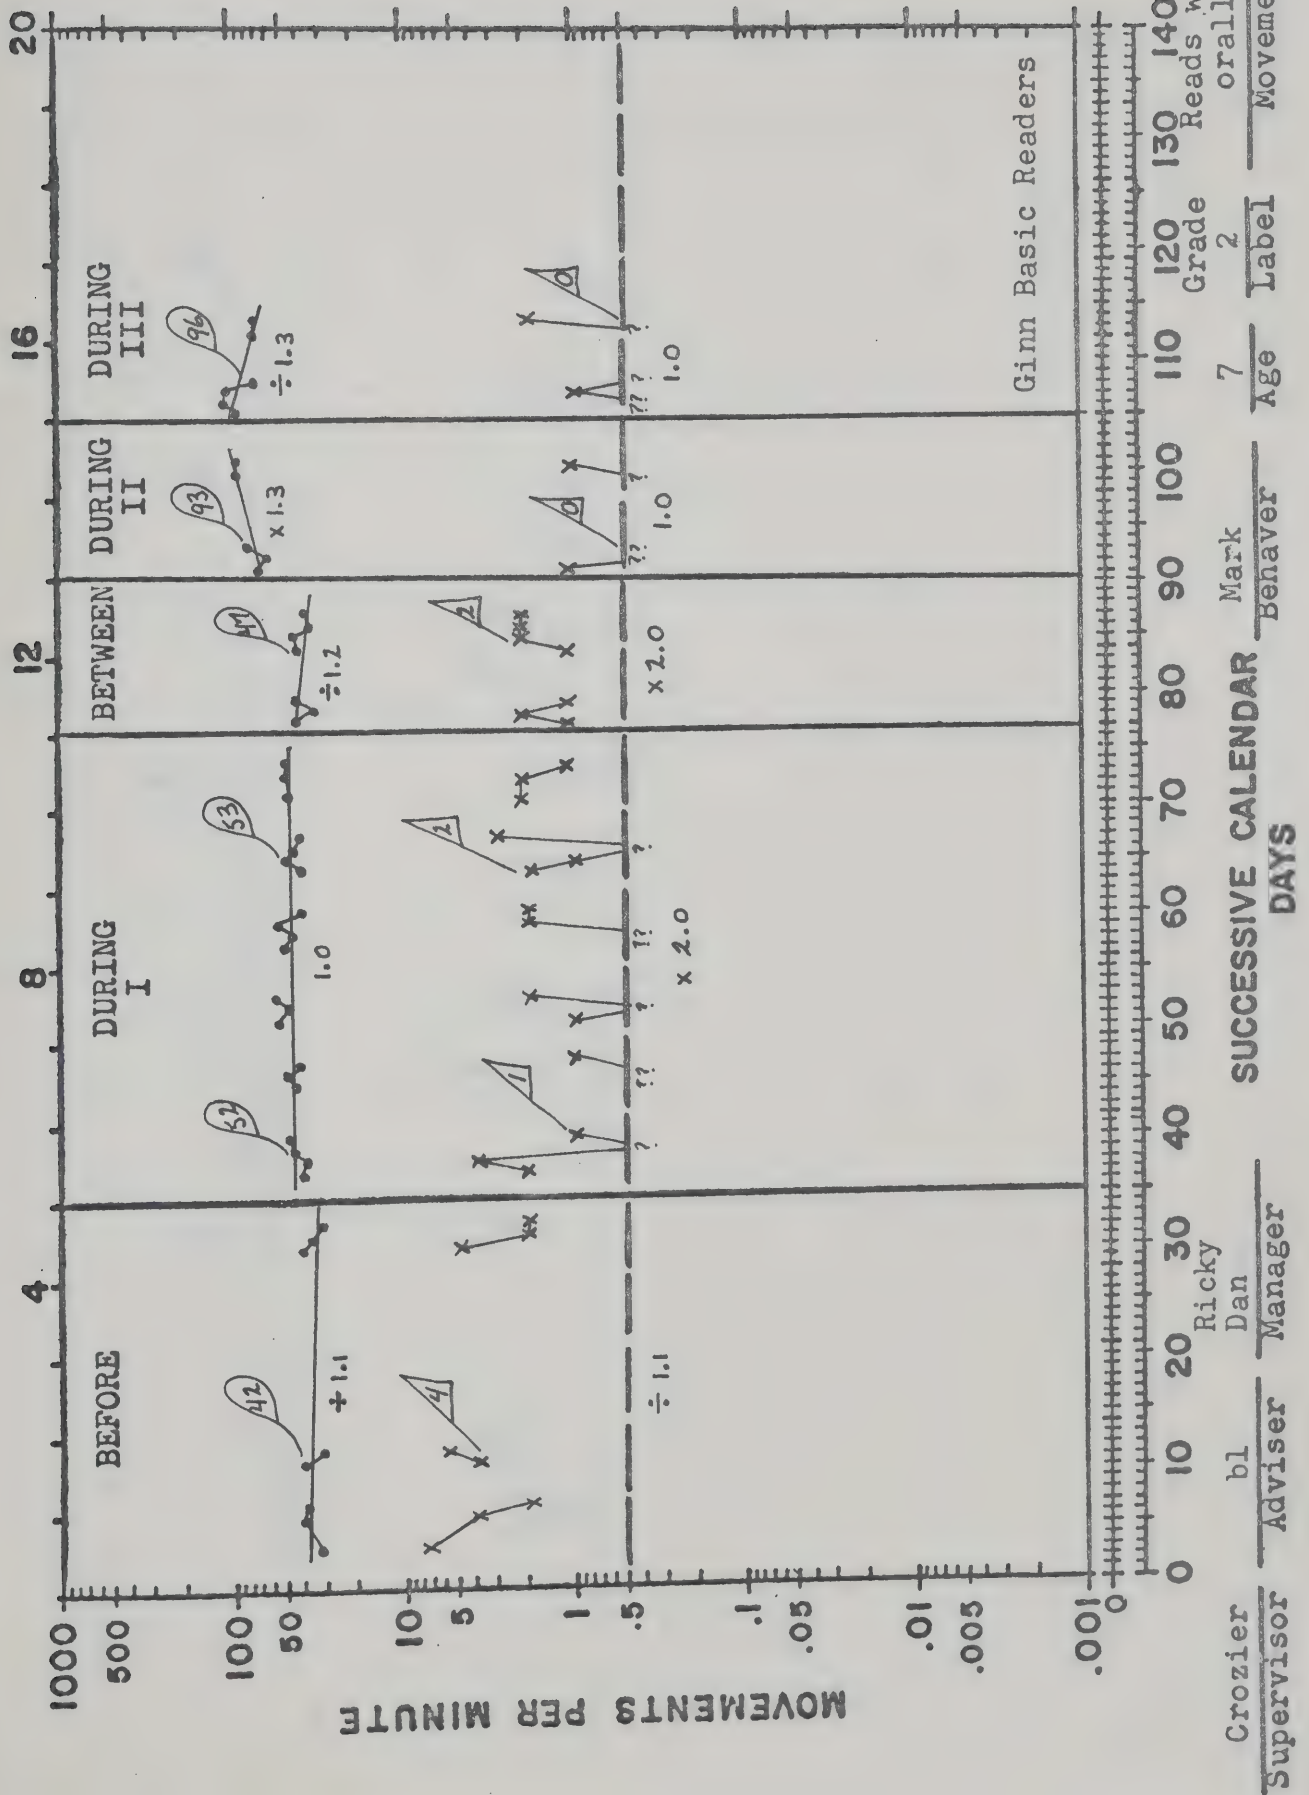 0 4 8 12 16 20
BEFORE
DURING
I
BETWEEN
DURING
II
DURING
III
1000
500
100
50
10
5
1
.5
.1
.05
.01
.005
.001
0
MOVEMENTS PER MINUTE
42
÷ 1.1
52
1.0
53
47
÷1.2
93
x 1.3
96
÷1.3
4
1
2
2
0
0
? ?? ? ?? ? ?? ? ?? ? ?
÷ 1.1
x 2.0
x 2.0
1.0
1.0
Ginn Basic Readers
0 10 20 30 40 50 60 70 80 90 100 110 120 130 140
SUCCESSIVE CALENDAR
DAYS
Crozier
Supervisor
bl
Adviser
Ricky
Dan
Manager
Mark
Behaver
7
Age
Grade
2
Label
Reads w
orall
Moveme